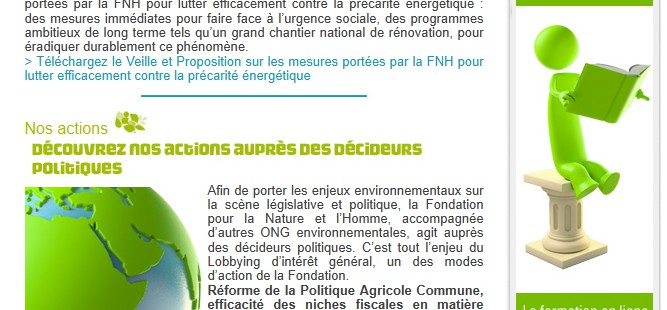 portées par la FNH pour lutter efficacement contre la précarité énergétique :
des mesures immédiates pour faire face à l'urgence sociale, des programmes
ambitieux de long terme tels qu'un grand chantier national de rénovation, pour
éradiquer durablement ce phénomène.
> Téléchargez le Veille et Proposition sur les mesures portées par la FNH pour
lutter efficacement contre la précarité énergétique
Nos actions
Découvrez nos actions auprès des décideurs
politiques
Afin de porter les enjeux environnementaux sur
la scène législative et politique, la Fondation
pour la Nature et l'Homme, accompagnée
d'autres ONG environnementales, agit auprès
des décideurs politiques. C'est tout l'enjeu du
Lobbying d'intérêt général, un des modes
d'action de la Fondation.
Réforme de la Politique Agricole Commune,
efficacité des niches fiscales en matière
La formation en ligne